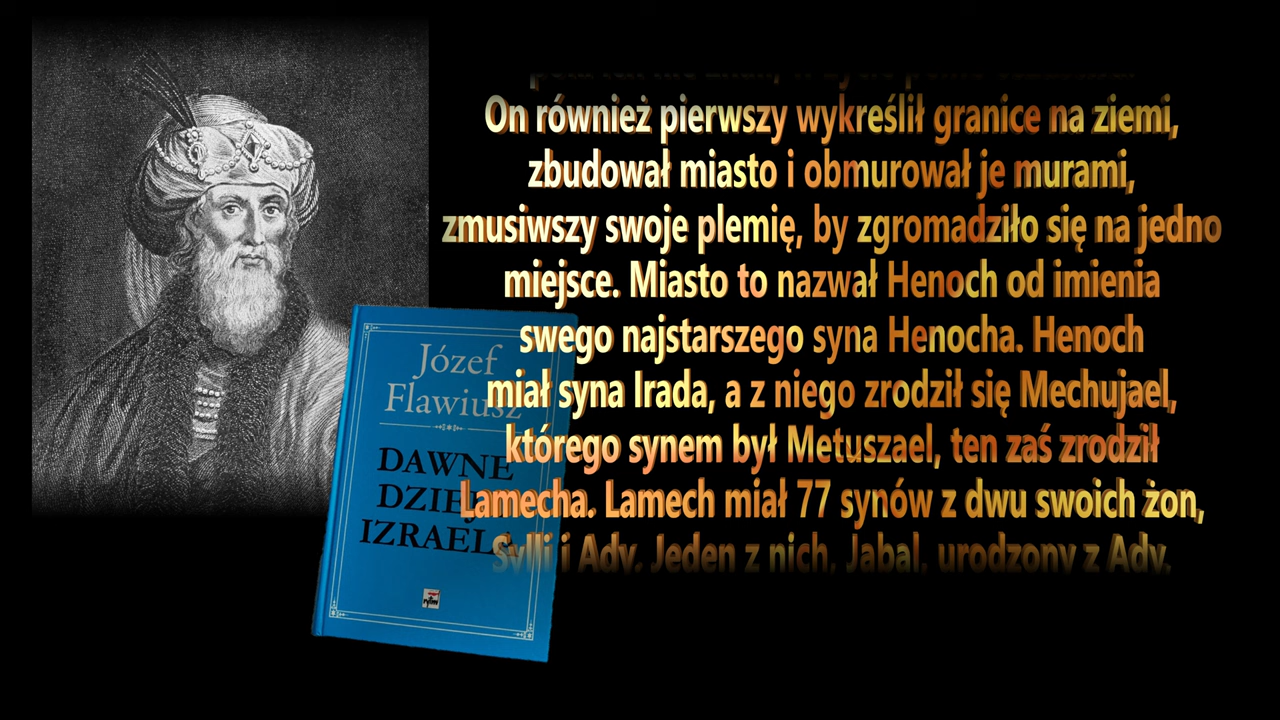 Józef
Flawiusz
DAWNE
DZIEJE
IZRAELA
On również pierwszy wykreślił granice na ziemi,
zbudował miasto i obmurował je murami,
zmusiwszy swoje plemię, by zgromadziło się na jedno
miejsce. Miasto to nazwał Henoch od imienia
swego najstarszego syna Henocha. Henoch
miał syna Irada, a z niego zrodził się Mechujael,
którego synem był Metuszael, ten zaś zrodził
Lamecha. Lamech miał 77 synów z dwu swoich żon,
Sylli i Ady. Jeden z nich, Jabal, urodzony z Ady,